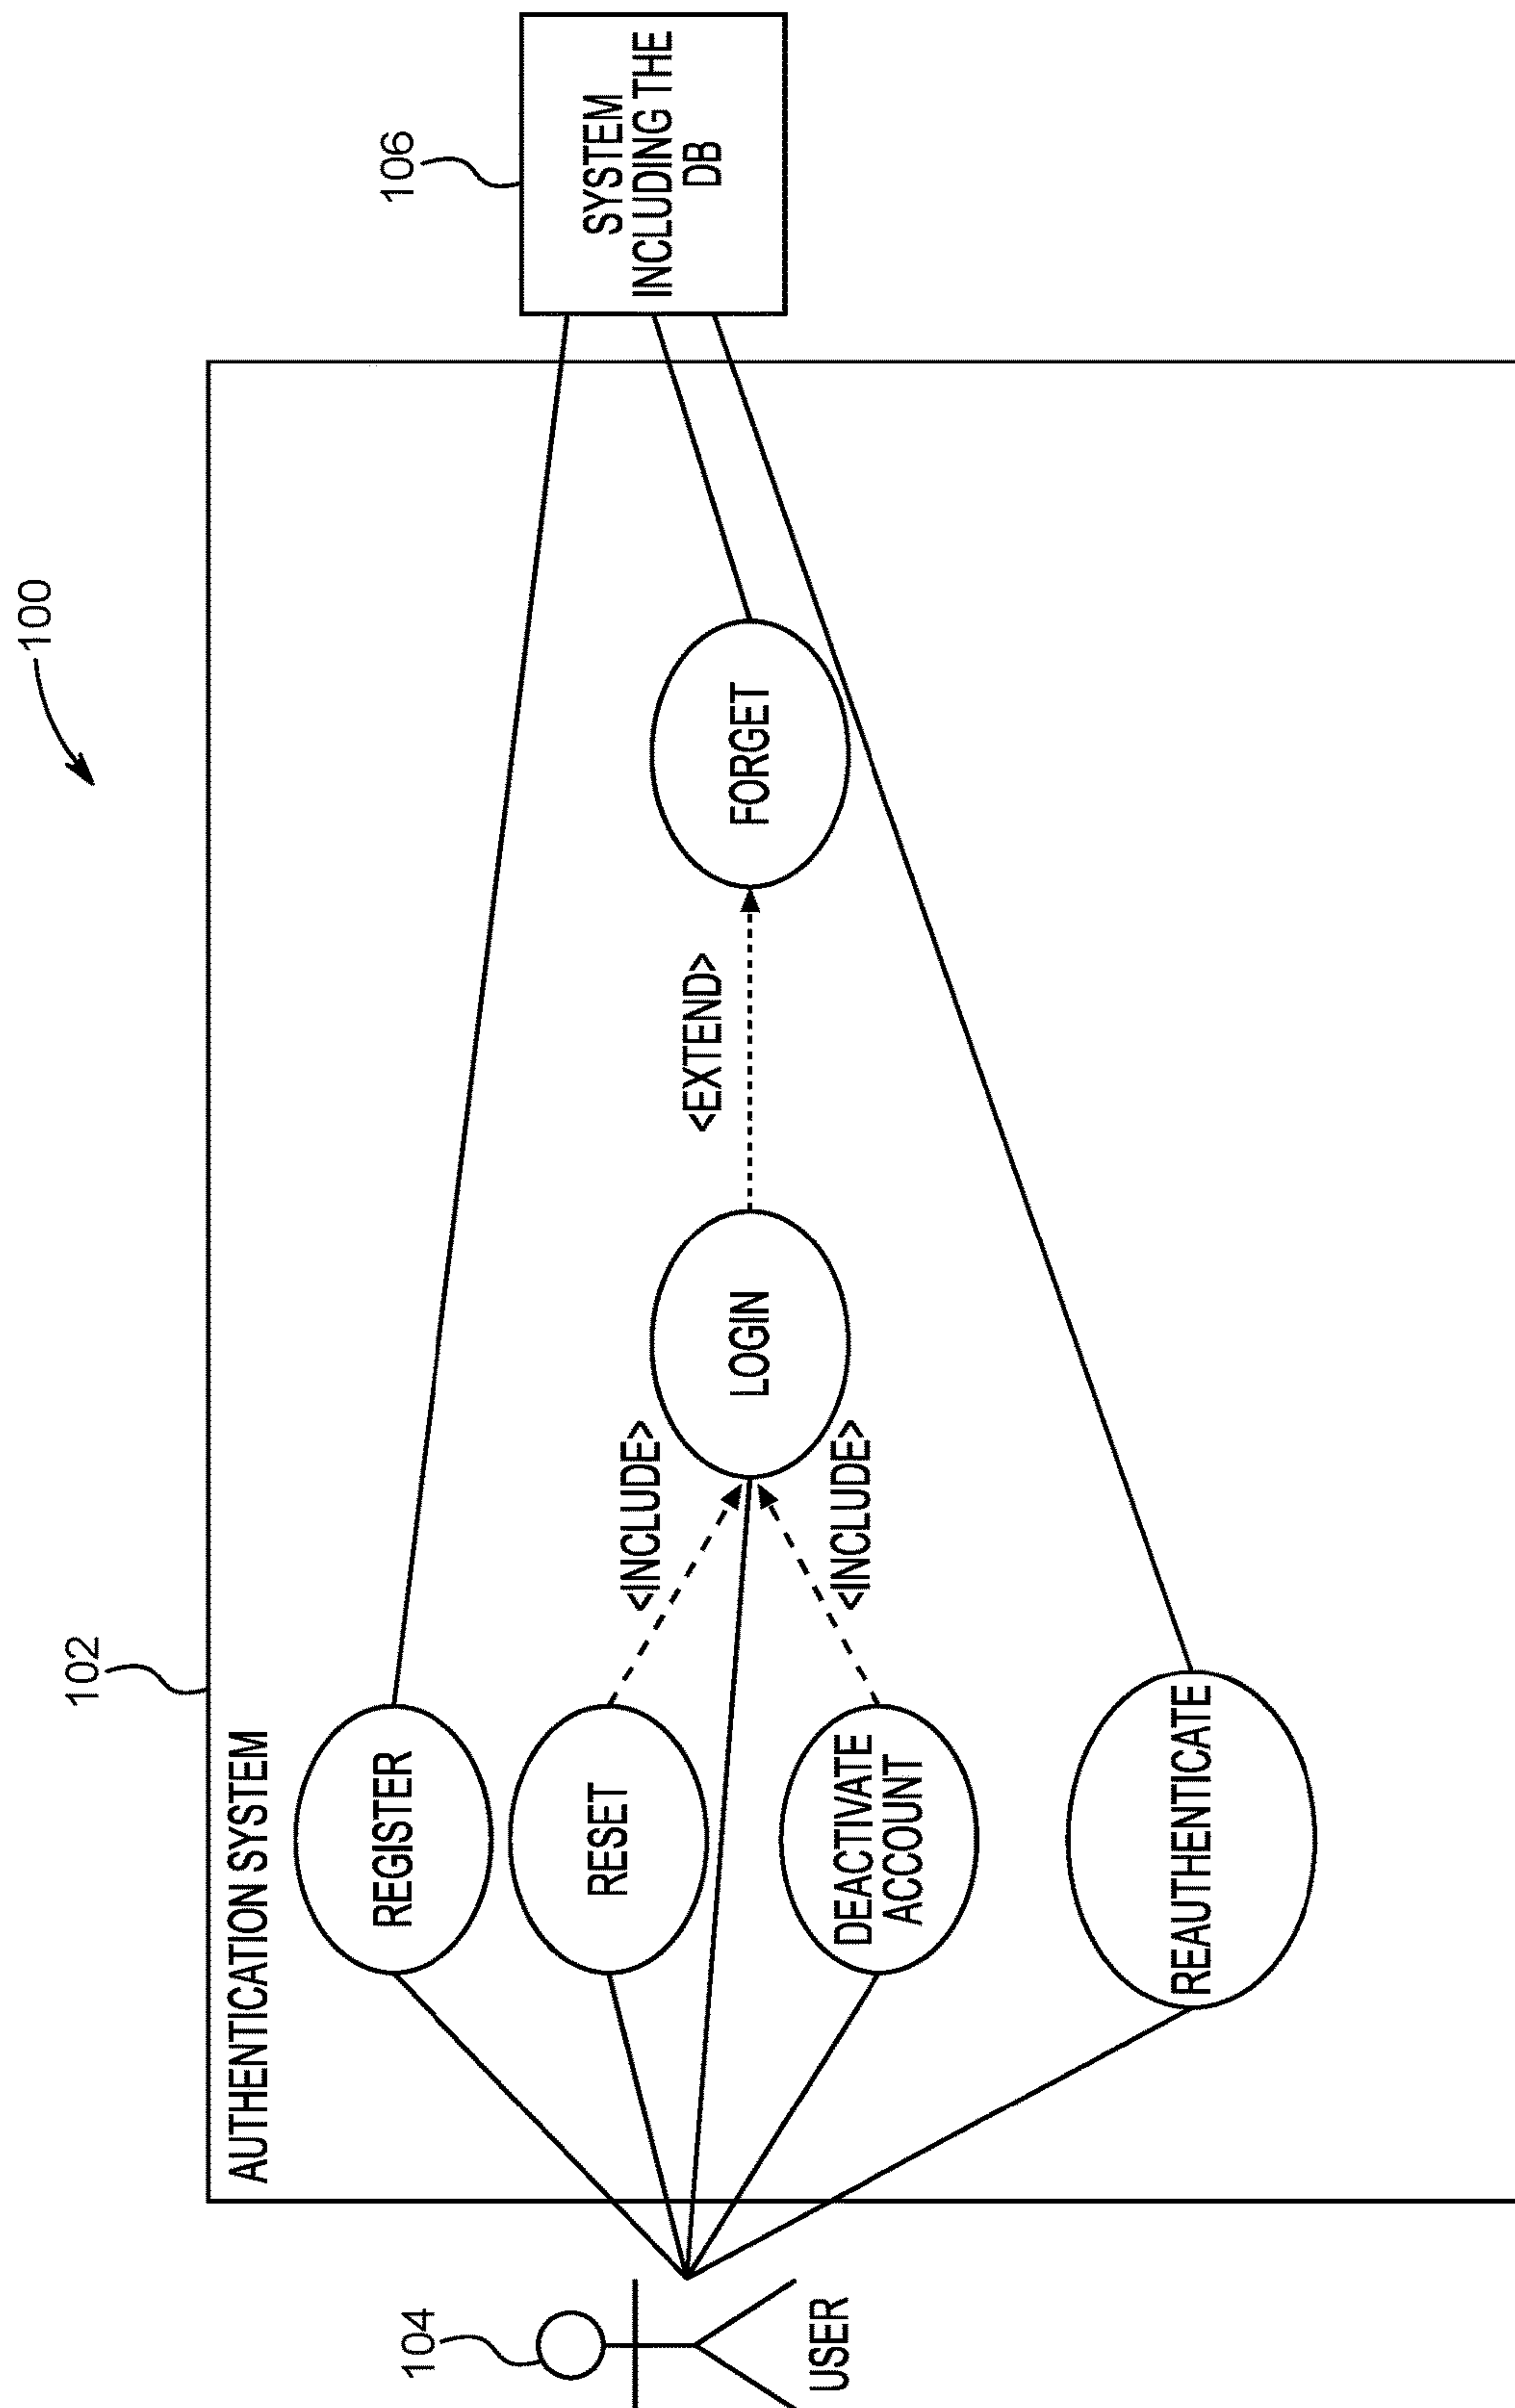 100
102
AUTHENTICATION SYSTEM
104
USER
REGISTER
RESET
<INCLUDE>
LOGIN
<INCLUDE>
DEACTIVATE
ACCOUNT
REAUTHENTICATE
<EXTEND>
FORGET
106
SYSTEM
INCLUDING THE
DB